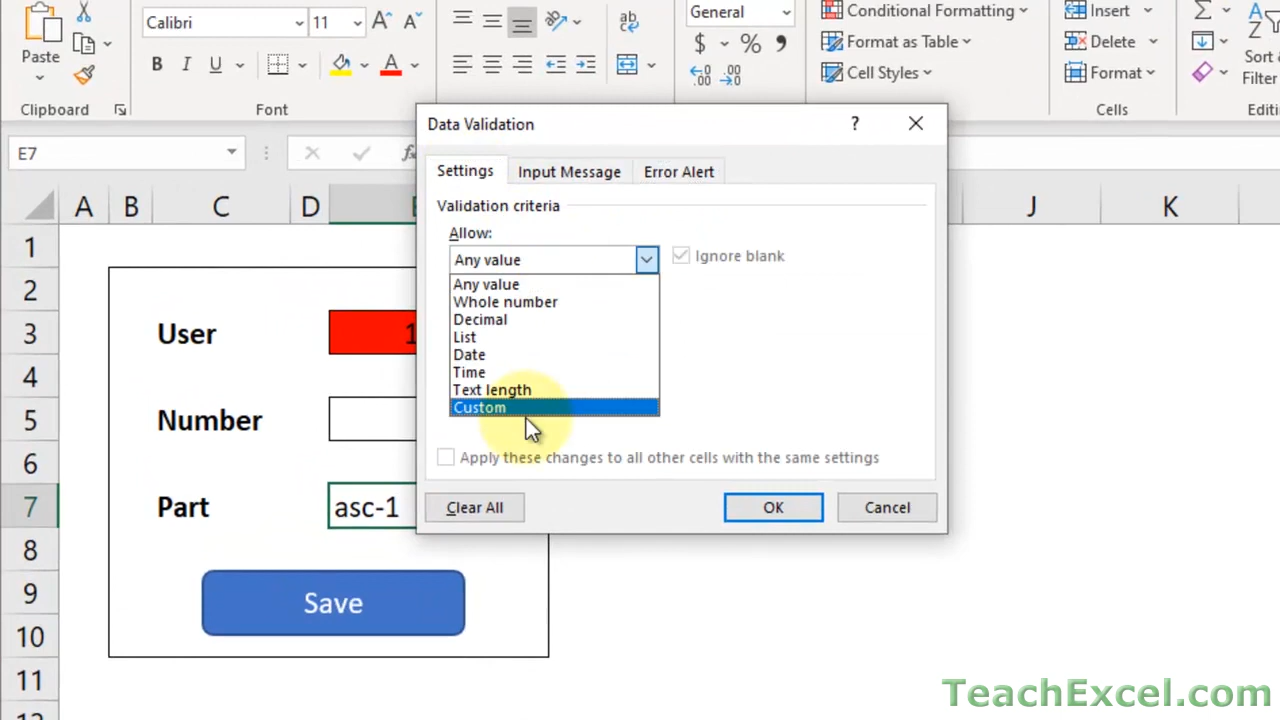 Calibri 11 General Conditional Formatting Insert
Paste B I U A $ % Format as Table Delete Sort &
Cell Styles Format Filter
Clipboard Font Cells Editi
E7
Data Validation ? ×
Settings Input Message Error Alert
Validation criteria
Allow:
Any value Ignore blank
Any value
Whole number
Decimal
List
Date
Time
Text length
Custom
Apply these changes to all other cells with the same settings
Clear All OK Cancel
A B C D E J K
1
2
3 User 1
4
5 Number
6
7 Part asc-1
8
9 Save
10
11
TeachExcel.com